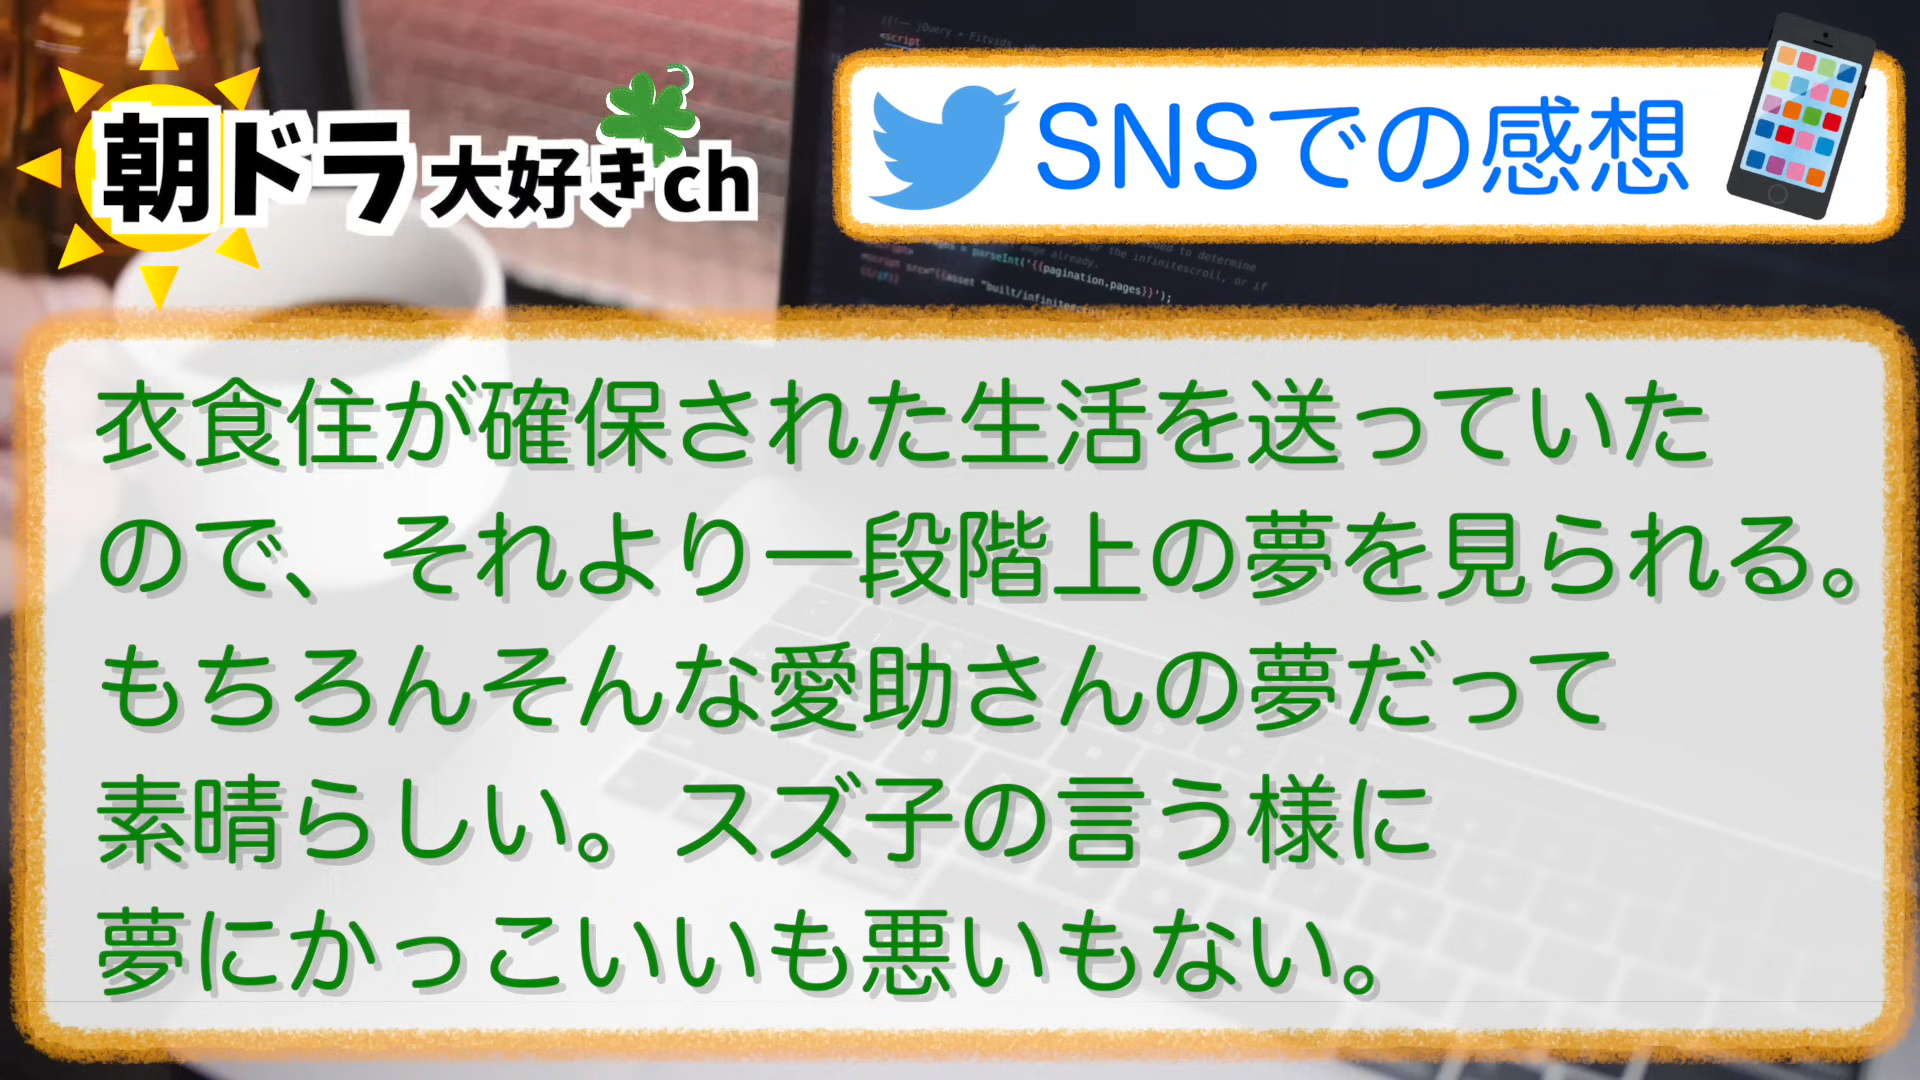 朝ドラ大好きch
SNSでの感想
衣食住が確保された生活を送っていた
ので、それより一段階上の夢を見られる。
もちろんそんな愛助さんの夢だって
素晴らしい。スズ子の言う様に
夢にかっこいいも悪いもない。